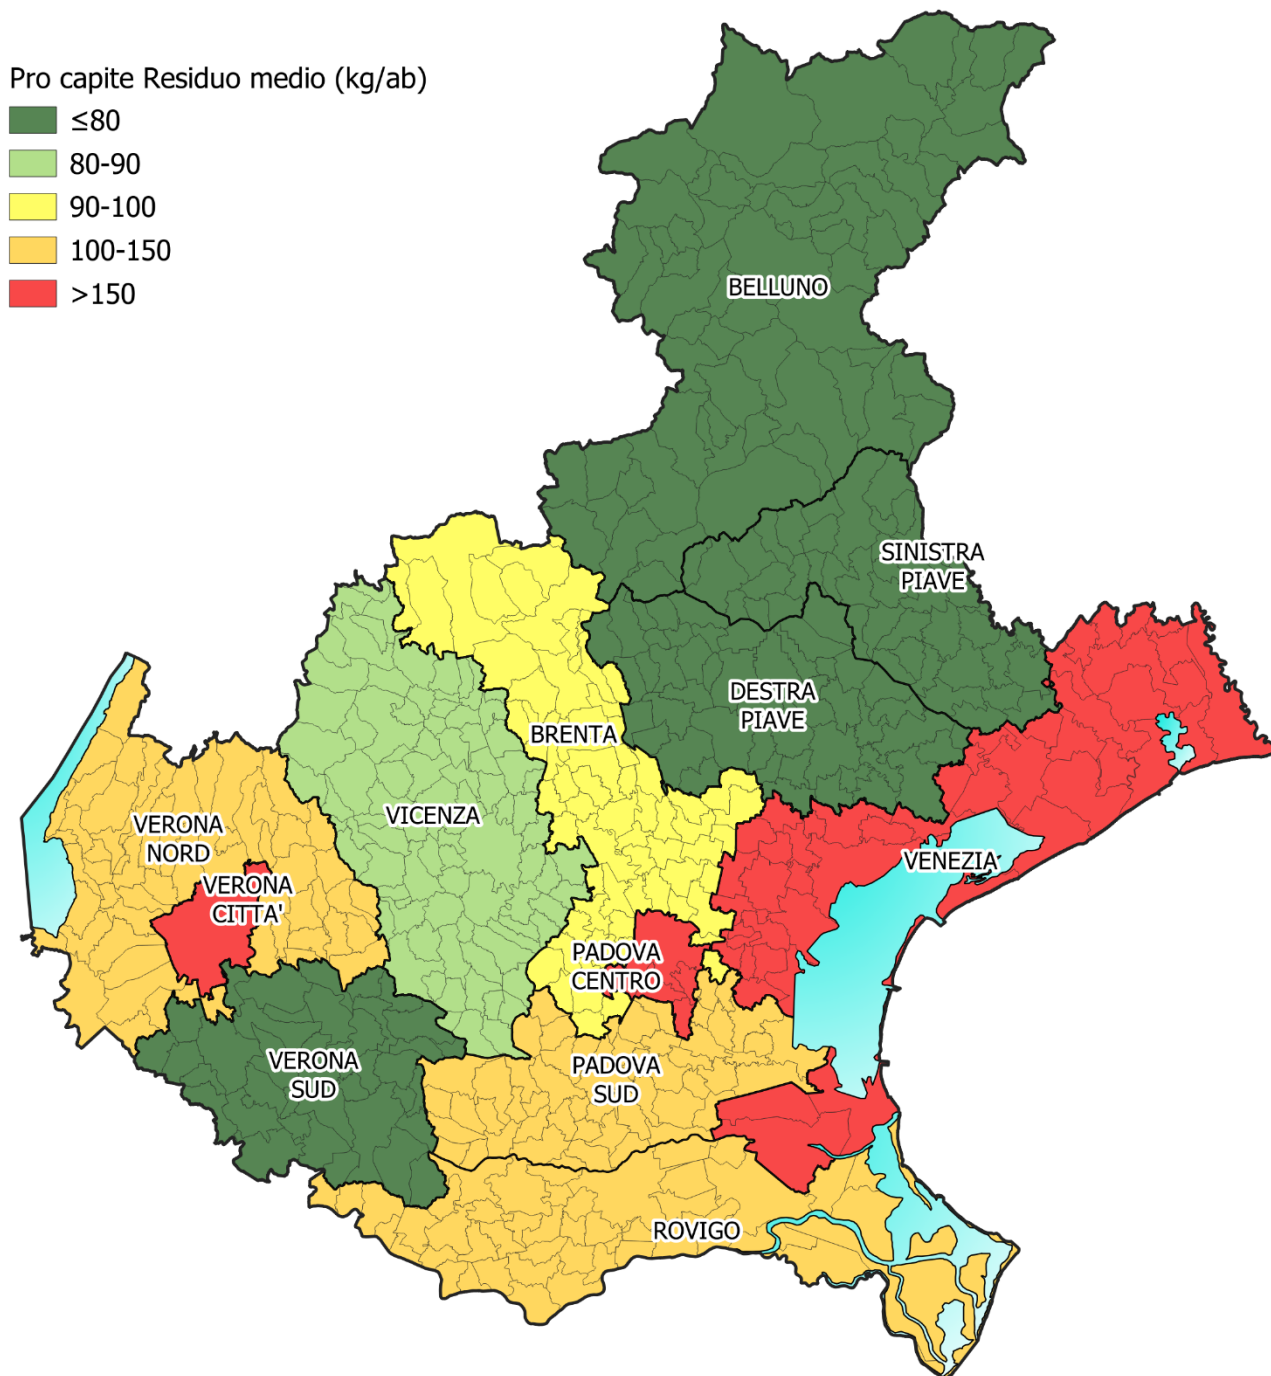 Pro capite Residuo medio (kg/ab)
≤80
80-90
90-100
100-150
>150
BELLUNO
SINISTRA
PIAVE
DESTRA
PIAVE
BRENTA
VICENZA
VERONA
NORD
VERONA
CITTA'
VENEZIA
PADOVA
CENTRO
VERONA
SUD
PADOVA
SUD
ROVIGO